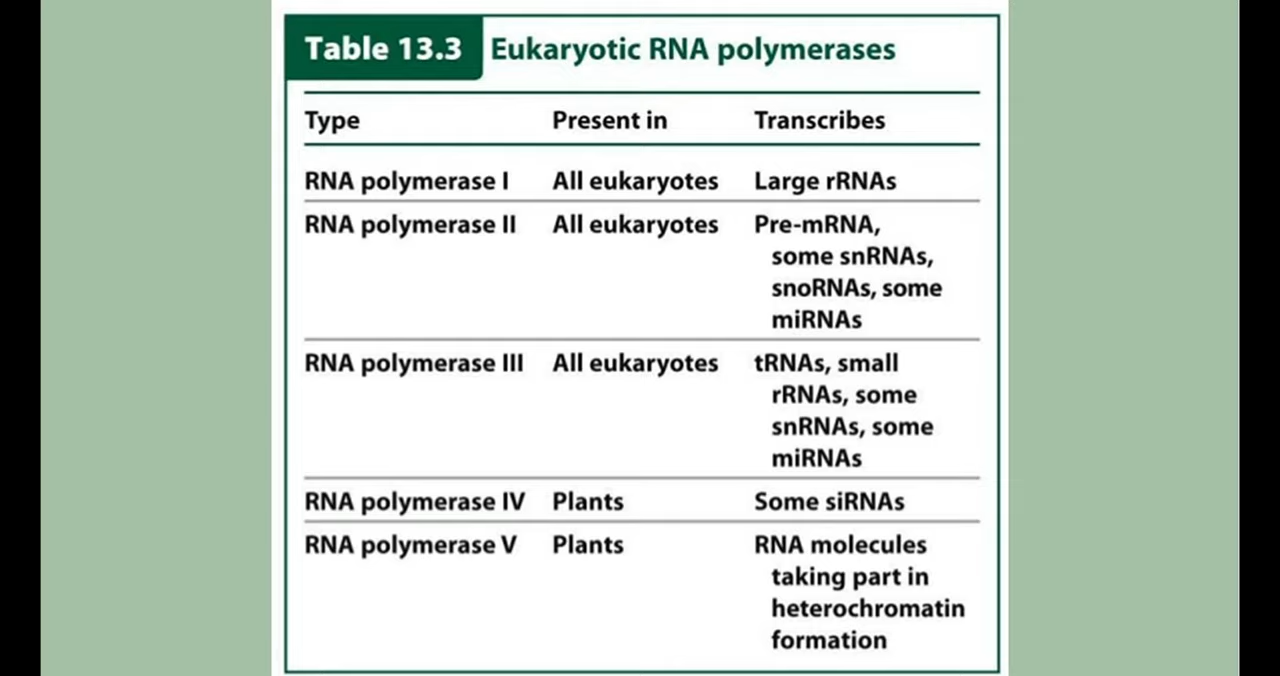 Table 13.3 Eukaryotic RNA polymerases
Type Present in Transcribes
RNA polymerase I All eukaryotes Large rRNAs
RNA polymerase II All eukaryotes Pre-mRNA,
some snRNAs,
snoRNAs, some
miRNAs
RNA polymerase III All eukaryotes tRNAs, small
rRNAs, some
snRNAs, some
miRNAs
RNA polymerase IV Plants Some siRNAs
RNA polymerase V Plants RNA molecules
taking part in
heterochromatin
formation